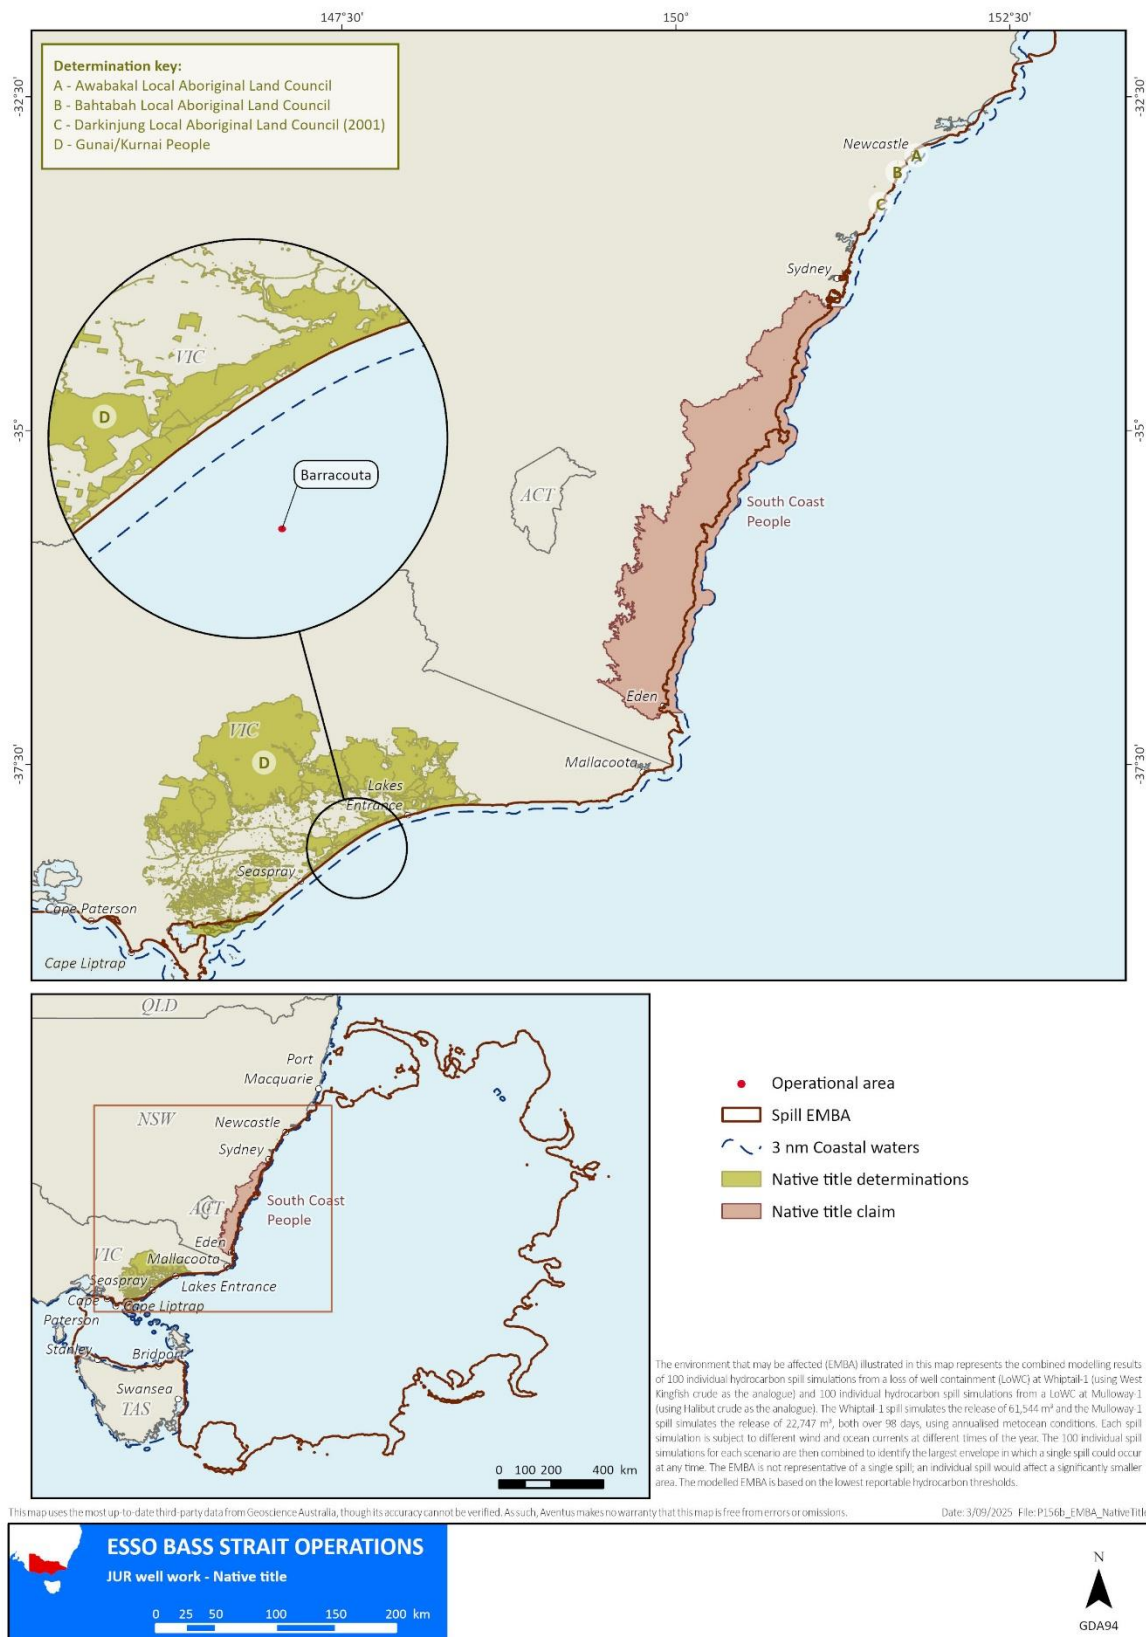 147°30'
150°
152°30'
-32°30'
-32°30'
Determination key:
A - Awabakal Local Aboriginal Land Council
B - Bahtabah Local Aboriginal Land Council
C - Darkinjung Local Aboriginal Land Council (2001)
D - Gunai/Kurnai People
Newcastle
A
B
C
Sydney
VIC
D
Barracouta
-35°
-35°
ACT
South Coast
People
Eden
VIC
D
Mallacoota
-37°30'
-37°30'
Lakes
Entrance
Seaspray
Cape Paterson
Cape Liptrap
QLD
Port
Macquarie
NSW
Newcastle
Sydney
ACT
South Coast
People
Eden
VIC
Mallacoota
Seaspray
Lakes Entrance
Cape
Paterson
Cape Liptrap
Stanley
Bridport
Swansea
TAS
0 100 200 400 km
Operational area
Spill EMBA
3 nm Coastal waters
Native title determinations
Native title claim
The environment that may be affected (EMBA) illustrated in this map represents the combined modelling results
of 100 individual hydrocarbon spill simulations from a loss of well containment (LoWC) at Whiptail-1 (using West
Kingfish crude as the analogue) and 100 individual hydrocarbon spill simulations from a LoWC at Mulloway-1
(using Halibut crude as the analogue). The Whiptail-1 spill simulates the release of 61,544 m³ and the Mulloway-1
spill simulates the release of 22,747 m³, both over 98 days, using annualised metocean conditions. Each spill
simulation is subject to different wind and ocean currents at different times of the year. The 100 individual spill
simulations for each scenario are then combined to identify the largest envelope in which a single spill could occur
at any time. The EMBA is not representative of a single spill; an individual spill would affect a significantly smaller
area. The modelled EMBA is based on the lowest reportable hydrocarbon thresholds.
This map uses the most up-to-date third-party data from Geoscience Australia, though its accuracy cannot be verified. As such, Aventus makes no warranty that this map is free from errors or omissions.
Date: 3/09/2025 File: P156b_EMBA_NativeTitle
ESSO BASS STRAIT OPERATIONS
JUR well work - Native title
0 25 50 100 150 200 km
N
GDA94